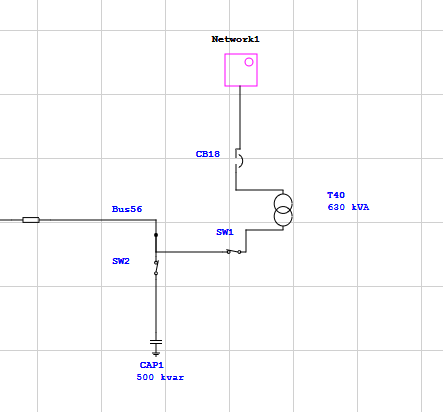 Network1
CB18
T40
630 kVA
Bus56
SW1
SW2
CAP1
500 kvar